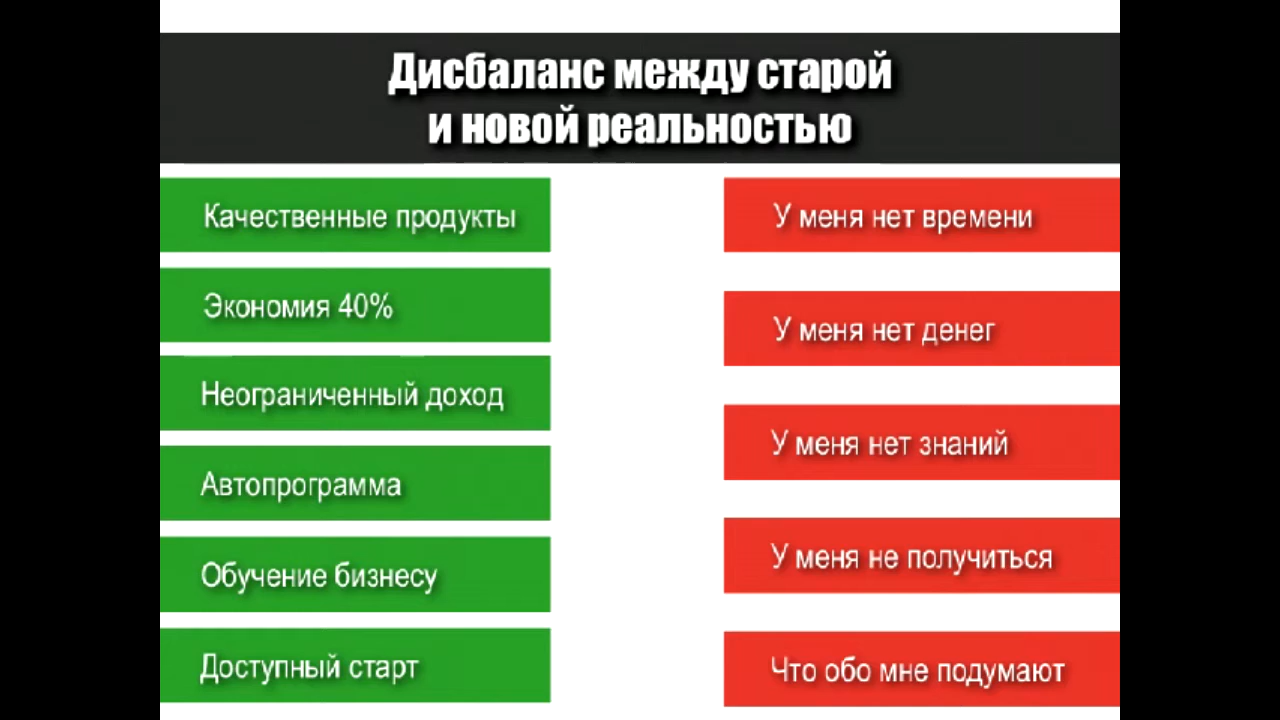 Дисбаланс между старой
и новой реальностью
Качественные продукты
Экономия 40%
Неограниченный доход
Автопрограмма
Обучение бизнесу
Доступный старт
У меня нет времени
У меня нет денег
У меня нет знаний
У меня не получиться
Что обо мне подумают